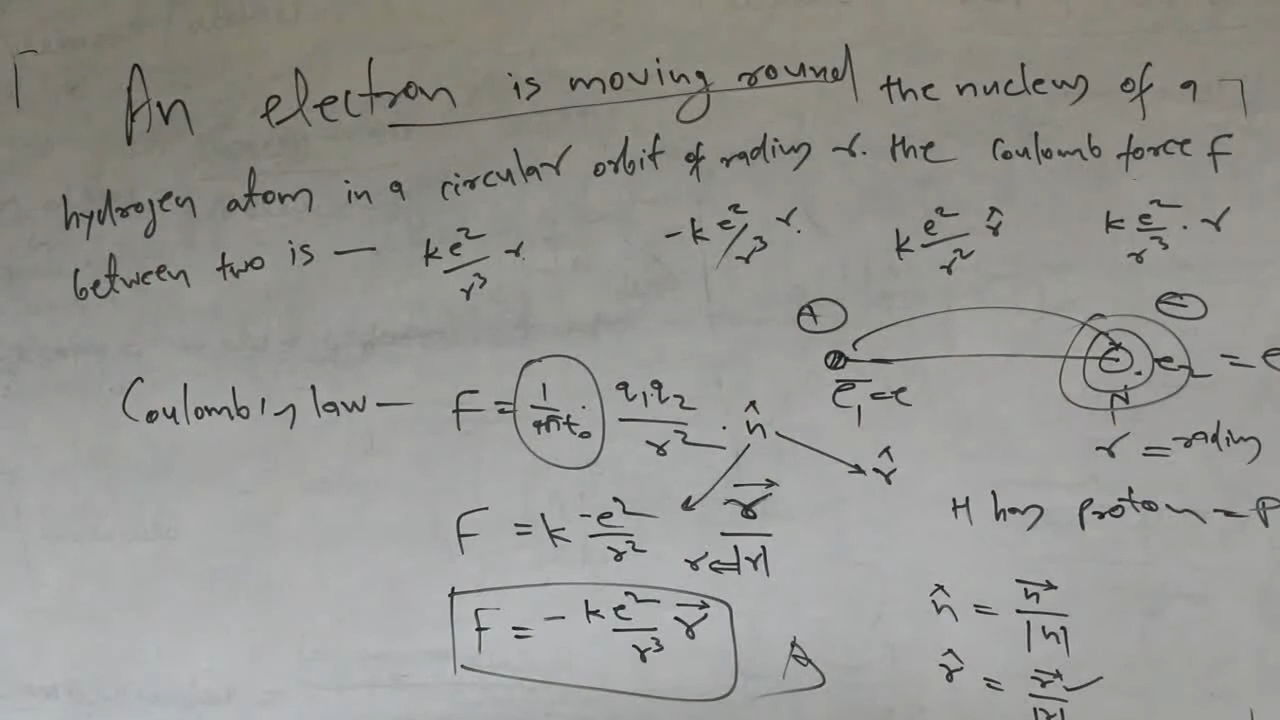 An electron is moving round the nucleus of a
hydrogen atom in a circular orbit of radius r. the Coulomb force F
between two is — ke²/r³ r. -k e²/r³ r. k e²/r² r̂ k e²/r³ . r
+ −
e₁ = e e₂ = e
N
r = radius
Coulomb's law — F = 1/4πε₀ q₁q₂/r² . n̂ r̂
F = k -e²/r² r⃗/|r| r⇐
H has proton = P
F = - ke²/r³ r⃗ A
n̂ = n⃗/|n|
r̂ = r⃗/|r|